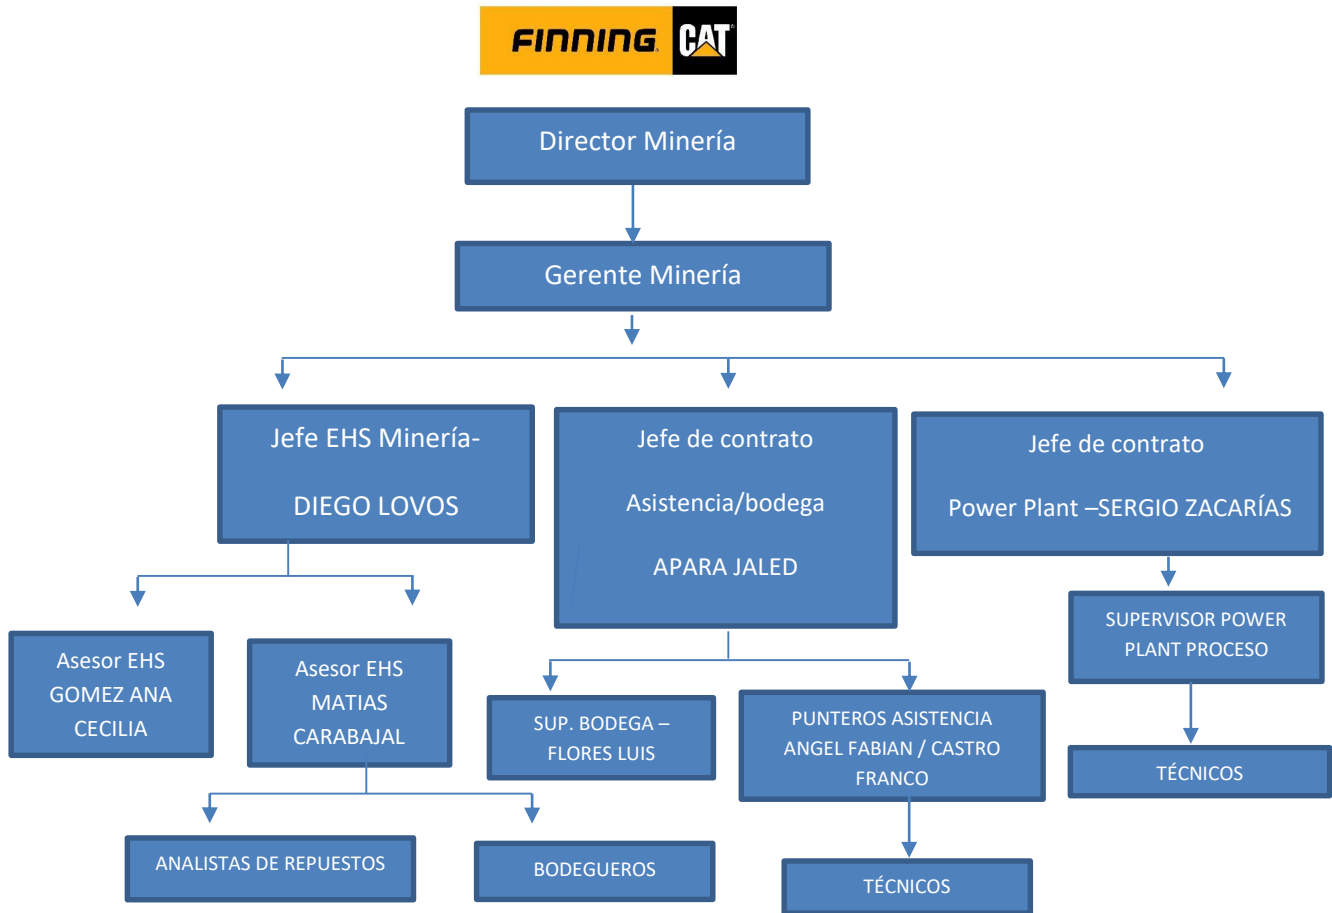 FINNING CAT
Director Minería
Gerente Minería
Jefe EHS Minería-
DIEGO LOVOS
Jefe de contrato
Asistencia/bodega
APARA JALED
Jefe de contrato
Power Plant –SERGIO ZACARÍAS
Asesor EHS
GOMEZ ANA
CECILIA
Asesor EHS
MATIAS
CARABAJAL
SUP. BODEGA –
FLORES LUIS
PUNTEROS ASISTENCIA
ANGEL FABIAN / CASTRO
FRANCO
SUPERVISOR POWER
PLANT PROCESO
TÉCNICOS
ANALISTAS DE REPUESTOS
BODEGUEROS
TÉCNICOS